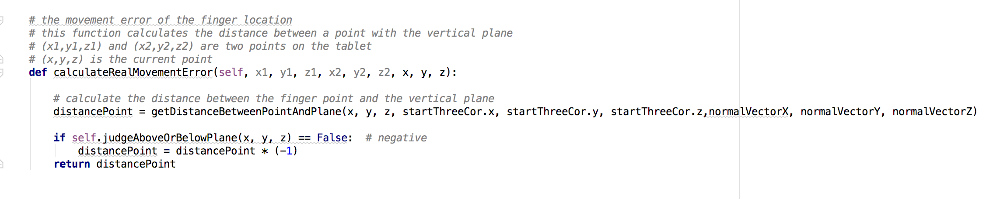 # the movement error of the finger location
# this function calculates the distance between a point with the vertical plane
# (x1,y1,z1) and (x2,y2,z2) are two points on the tablet
# (x,y,z) is the current point
def calculateRealMovementError(self, x1, y1, z1, x2, y2, z2, x, y, z):
# calculate the distance between the finger point and the vertical plane
distancePoint = getDistanceBetweenPointAndPlane(x, y, z, startThreeCor.x, startThreeCor.y, startThreeCor.z,normalVectorX, normalVectorY, normalVectorZ)
if self.judgeAboveOrBelowPlane(x, y, z) == False:  # negative
distancePoint = distancePoint * (-1)
return distancePoint